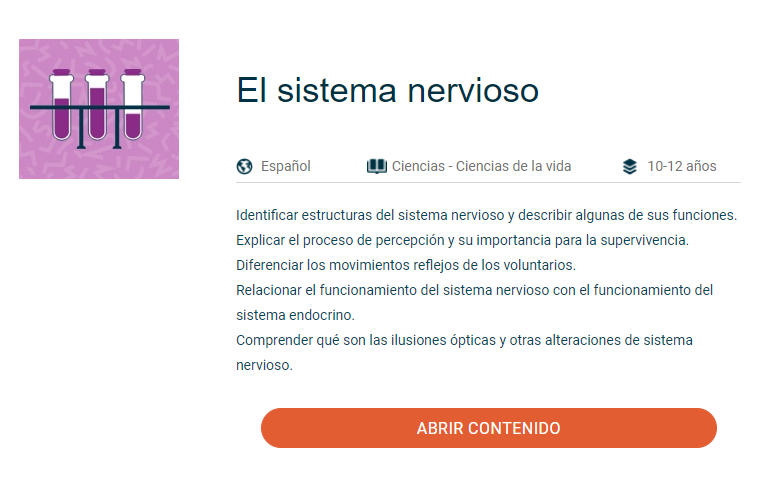 El sistema nervioso
Español
Ciencias - Ciencias de la vida
10-12 años
Identificar estructuras del sistema nervioso y describir algunas de sus funciones.
Explicar el proceso de percepción y su importancia para la supervivencia.
Diferenciar los movimientos reflejos de los voluntarios.
Relacionar el funcionamiento del sistema nervioso con el funcionamiento del
sistema endocrino.
Comprender qué son las ilusiones ópticas y otras alteraciones de sistema
nervioso.
ABRIR CONTENIDO